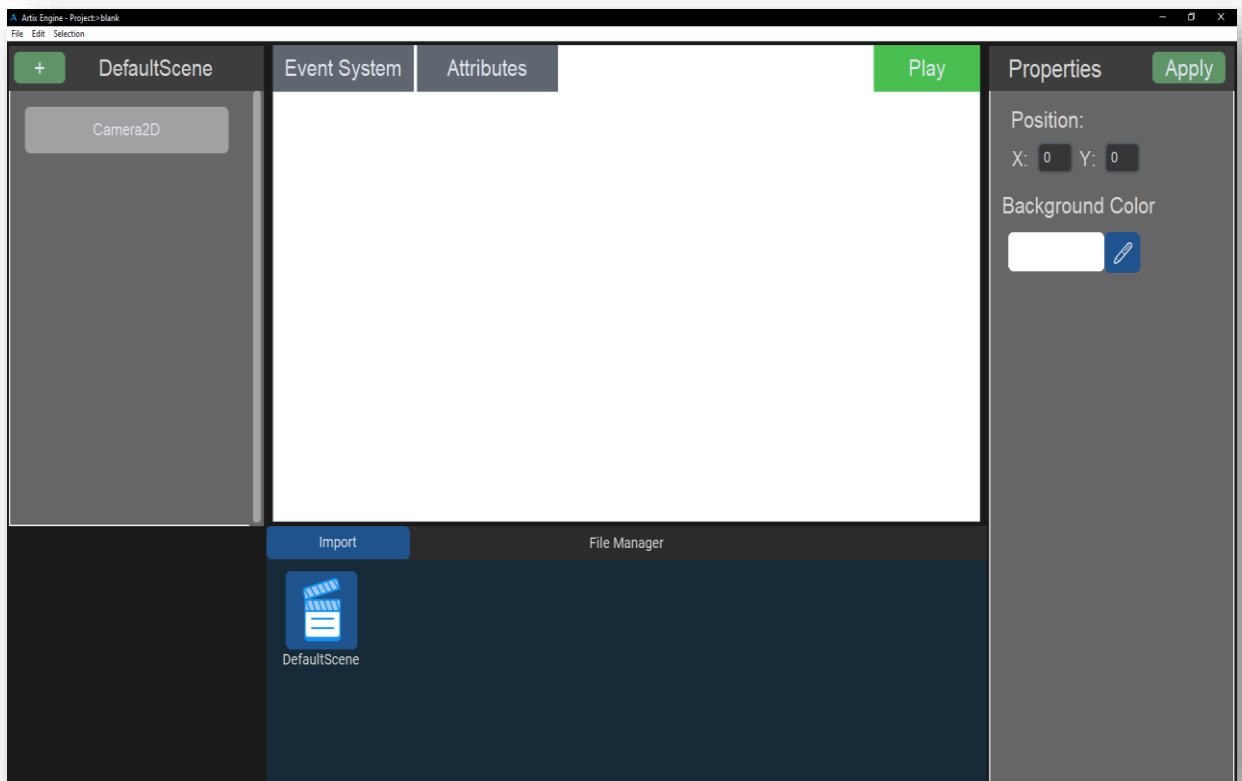 Artix Engine - Project:>blank
File Edit Selection
+ DefaultScene
Camera2D
Event System Attributes Play
Properties Apply
Position:
X: 0 Y: 0
Background Color
Import File Manager
DefaultScene